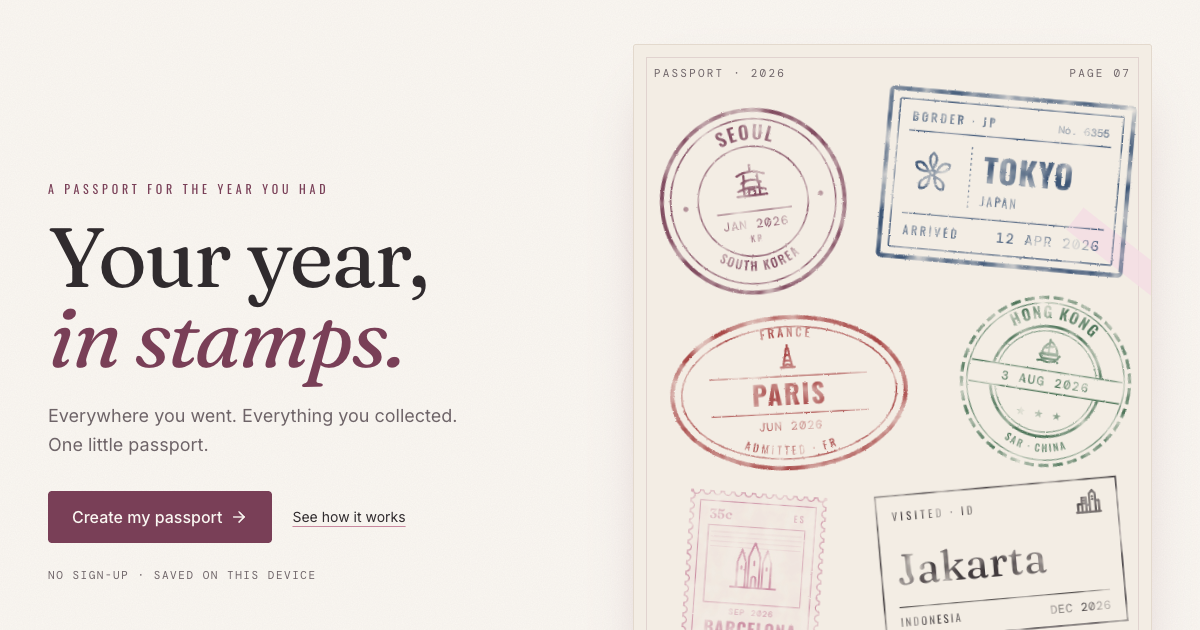 A PASSPORT FOR THE YEAR YOU HAD
Your year,
in stamps.
Everywhere you went. Everything you collected.
One little passport.
Create my passport →
See how it works
NO SIGN-UP · SAVED ON THIS DEVICE
PASSPORT · 2026
PAGE 07
SEOUL
JAN 2026
KR
SOUTH KOREA
BORDER · JP
No. 6355
TOKYO
JAPAN
ARRIVED
12 APR 2026
FRANCE
PARIS
JUN 2026
ADMITTED · FR
HONG KONG
3 AUG 2026
SAR · CHINA
35c
ES
SEP 2026
BARCELONA
VISITED · ID
Jakarta
INDONESIA
DEC 2026